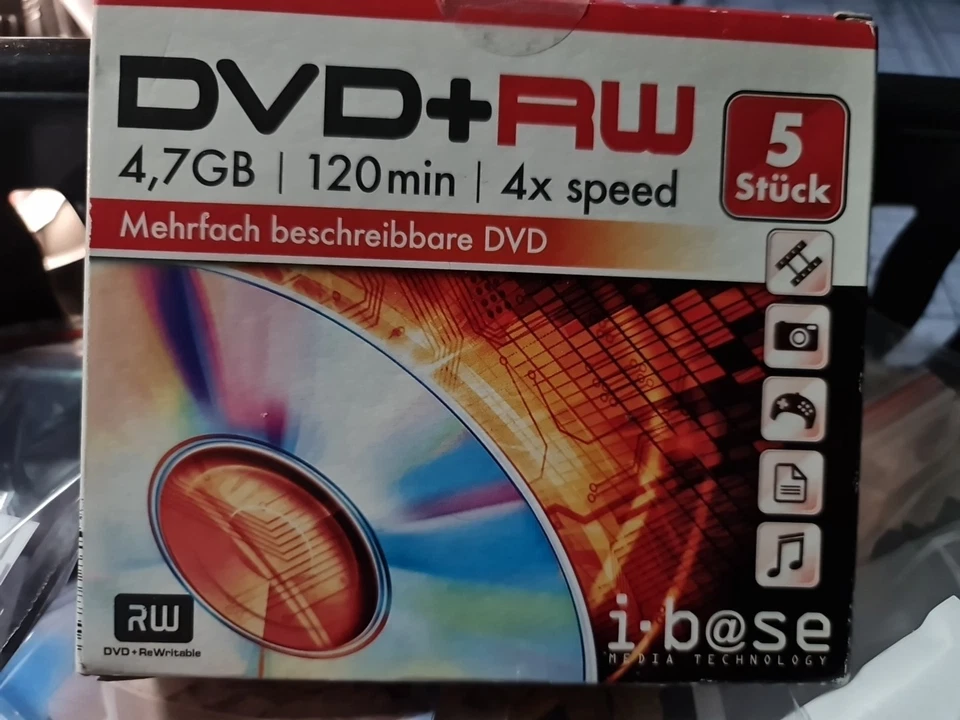 DVD+RW
4,7GB | 120min | 4x speed
5
Stück
Mehrfach beschreibbare DVD
RW
DVD+ReWritable
i·b@se
MEDIA TECHNOLOGY